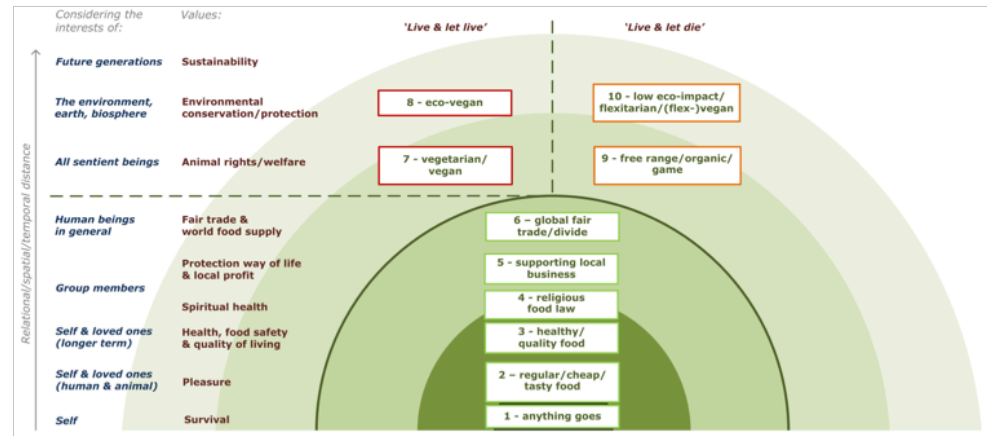 Considering the
interests of:
Values:
'Live & let live'
'Live & let die'
Future generations
Sustainability
The environment,
earth, biosphere
Environmental
conservation/protection
8 - eco-vegan
10 - low eco-impact/
flexitarian/(flex-)vegan
All sentient beings
Animal rights/welfare
7 - vegetarian/
vegan
9 - free range/organic/
game
Human beings
in general
Fair trade &
world food supply
6 – global fair
trade/divide
Group members
Protection way of life
& local profit
5 - supporting local
business
Spiritual health
4 - religious
food law
Self & loved ones
(longer term)
Health, food safety
& quality of living
3 - healthy/
quality food
Self & loved ones
(human & animal)
Pleasure
2 – regular/cheap/
tasty food
Self
Survival
1 - anything goes
Relational/spatial/temporal distance